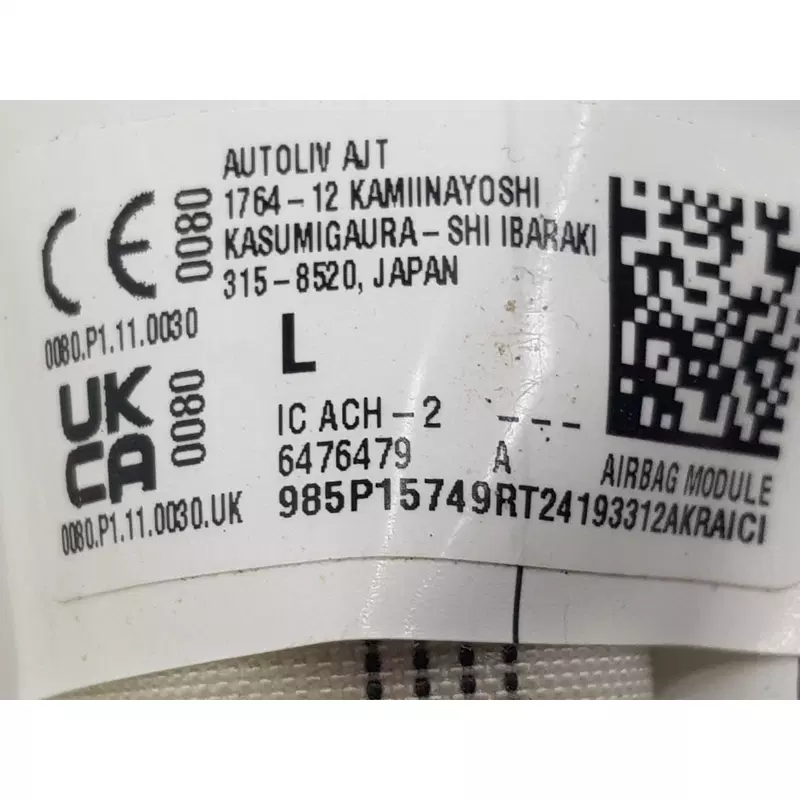 CE 0080
AUTOLIV AJT
1764-12 KAMIINAYOSHI
KASUMIGAURA-SHI IBARAKI
315-8520, JAPAN
0080.P1.11.0030
L
UK
CA 0080
IC ACH-2 ---
6476479 A
AIRBAG MODULE
985P15749RT24193312AKRAICI
0080.P1.11.0030.UK